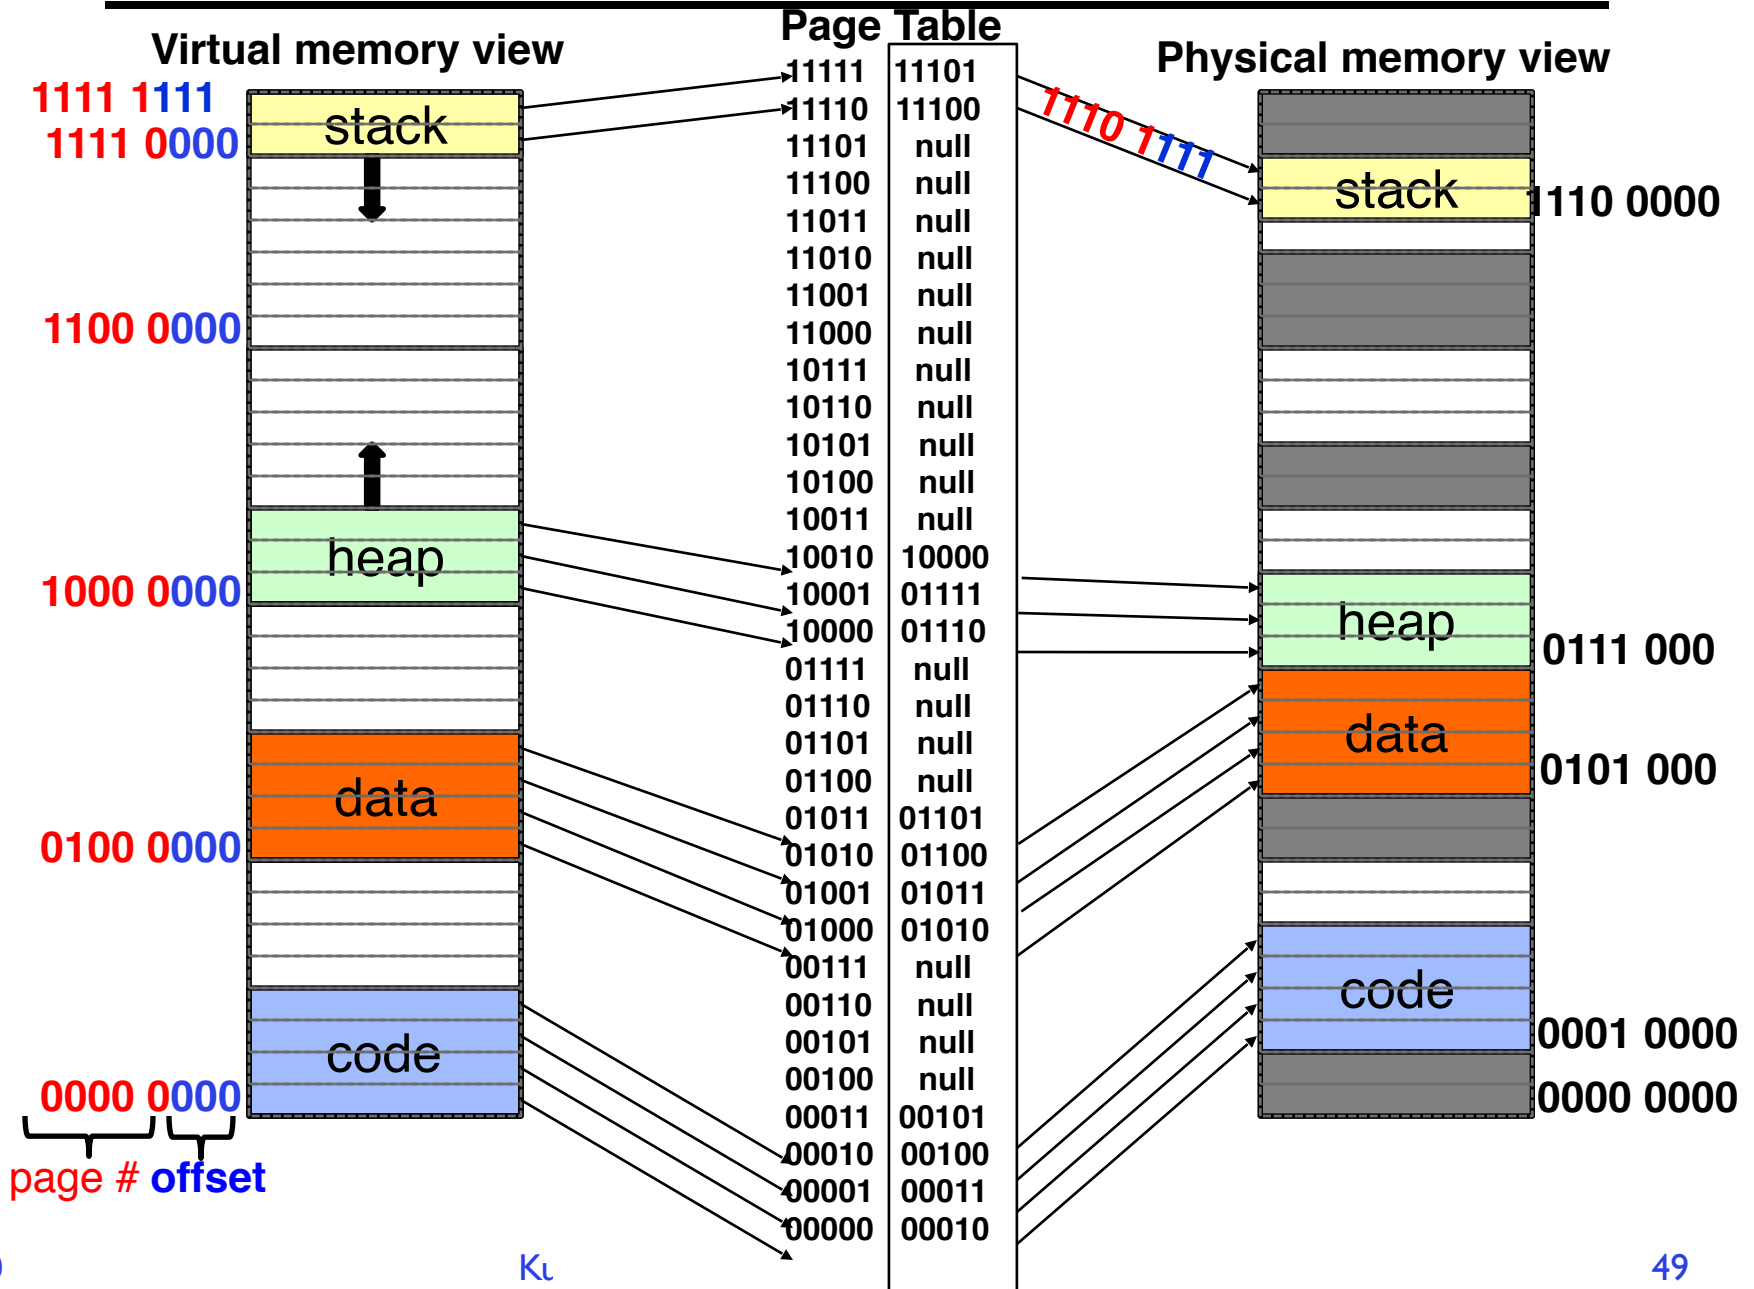 Page Table
Virtual memory view
Physical memory view
1111 1111
1111 0000
1100 0000
1000 0000
0100 0000
0000 0000
page # offset
stack
heap
data
code
11111 11101
11110 11100
11101 null
11100 null
11011 null
11010 null
11001 null
11000 null
10111 null
10110 null
10101 null
10100 null
10011 null
10010 10000
10001 01111
10000 01110
01111 null
01110 null
01101 null
01100 null
01011 01101
01010 01100
01001 01011
01000 01010
00111 null
00110 null
00101 null
00100 null
00011 00101
00010 00100
00001 00011
00000 00010
1110 1111
stack
1110 0000
heap
0111 000
data
0101 000
code
0001 0000
0000 0000
49